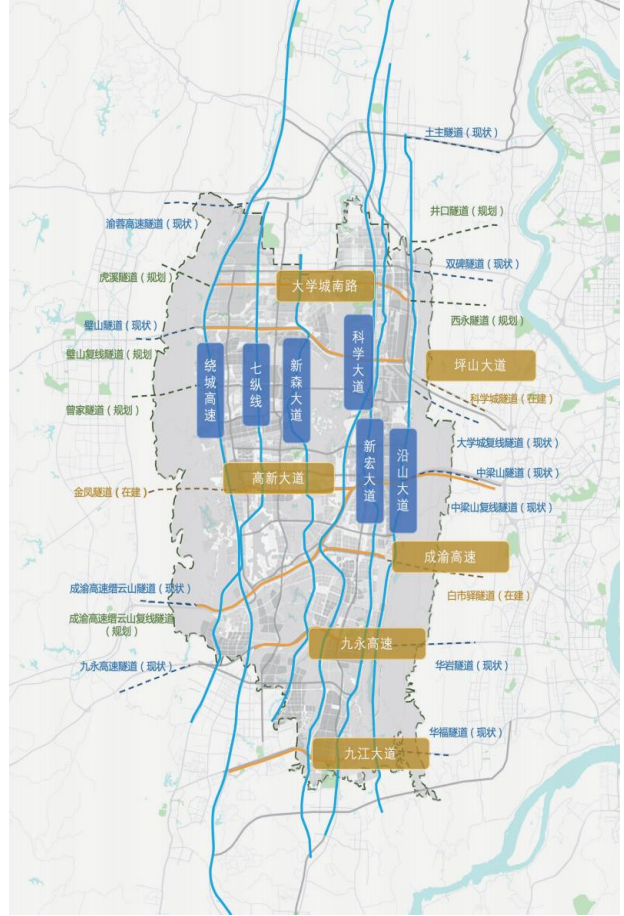 土主隧道（现状）
井口隧道（规划）
渝蓉高速隧道（现状）
双碑隧道（现状）
虎溪隧道（规划）
大学城南路
西永隧道（规划）
璧山隧道（现状）
璧山复线隧道（规划）
绕城高速
七纵线
新森大道
科学大道
坪山大道
科学城隧道（在建）
曾家隧道（规划）
大学城复线隧道（现状）
新宏大道
沿山大道
高新大道
中梁山隧道（现状）
金凤隧道（在建）
中梁山复线隧道（现状）
成渝高速
成渝高速缙云山隧道（现状）
白市驿隧道（在建）
成渝高速缙云山复线隧道
（规划）
九永高速
九永高速隧道（现状）
华岩隧道（现状）
华福隧道（现状）
九江大道